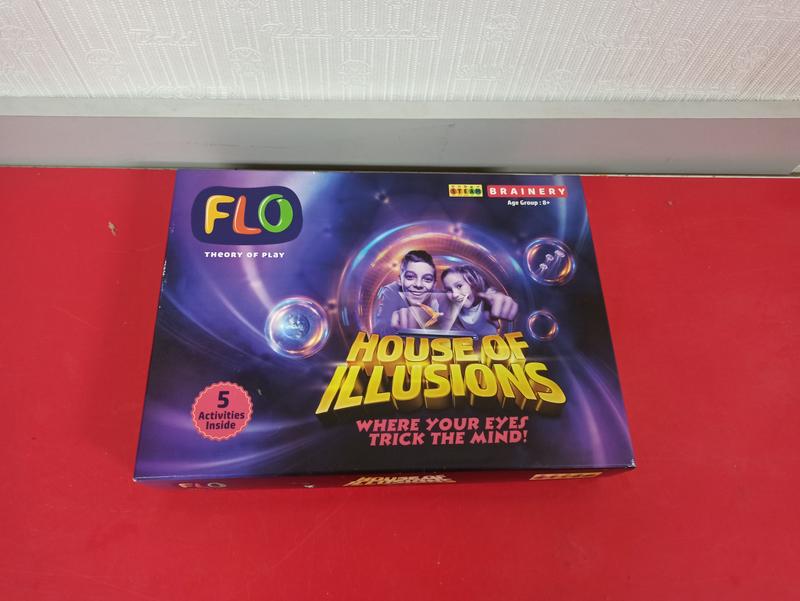 FLO
THEORY OF PLAY
STEAM
BRAINERY
Age Group : 8+
HOUSE OF
ILLUSIONS
WHERE YOUR EYES
TRICK THE MIND!
5
Activities
Inside
FLO
HOUSE OF
ILLUSIONS